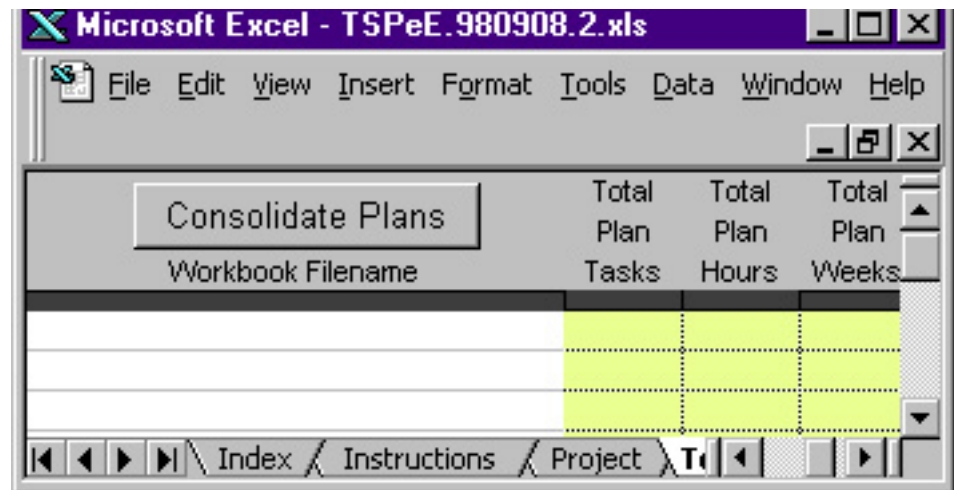 Microsoft Excel - TSPeE.980908.2.xls
File Edit View Insert Format Tools Data Window Help
Consolidate Plans
Workbook Filename
Total Plan Tasks
Total Plan Hours
Total Plan Weeks
Index Instructions Project